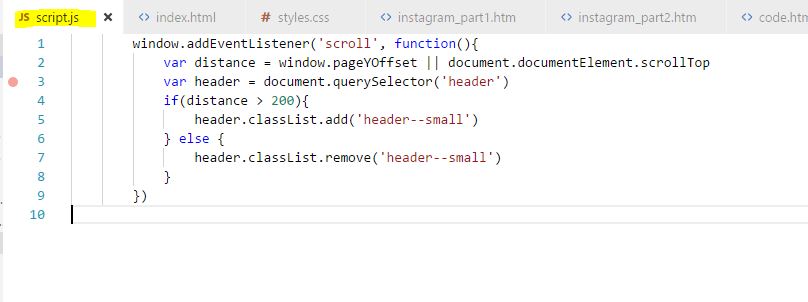 JS script.js × <> index.html # styles.css <> instagram_part1.htm <> instagram_part2.htm <> code.htm
1 window.addEventListener('scroll', function(){
2 var distance = window.pageYOffset || document.documentElement.scrollTop
3 var header = document.querySelector('header')
4 if(distance > 200){
5 header.classList.add('header--small')
6 } else {
7 header.classList.remove('header--small')
8 }
9 })
10